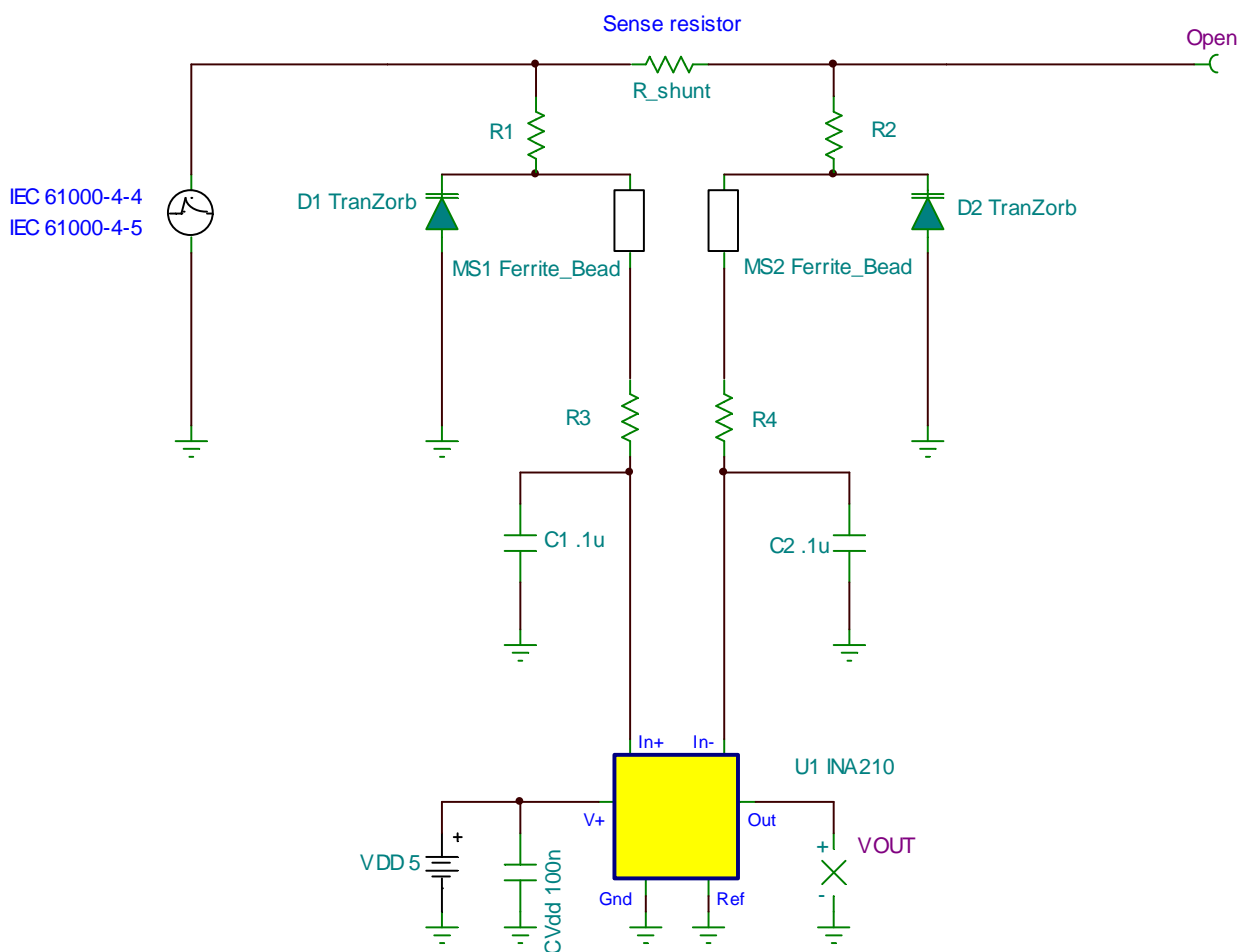 Sense resistor
Open
R_shunt
R1
R2
IEC 61000-4-4
IEC 61000-4-5
D1 TranZorb
D2 TranZorb
MS1 Ferrite_Bead
MS2 Ferrite_Bead
R3
R4
C1 .1u
C2 .1u
In+
In-
U1 INA210
V+
Out
+
VDD 5
CVdd 100n
+
VOUT
-
Gnd
Ref